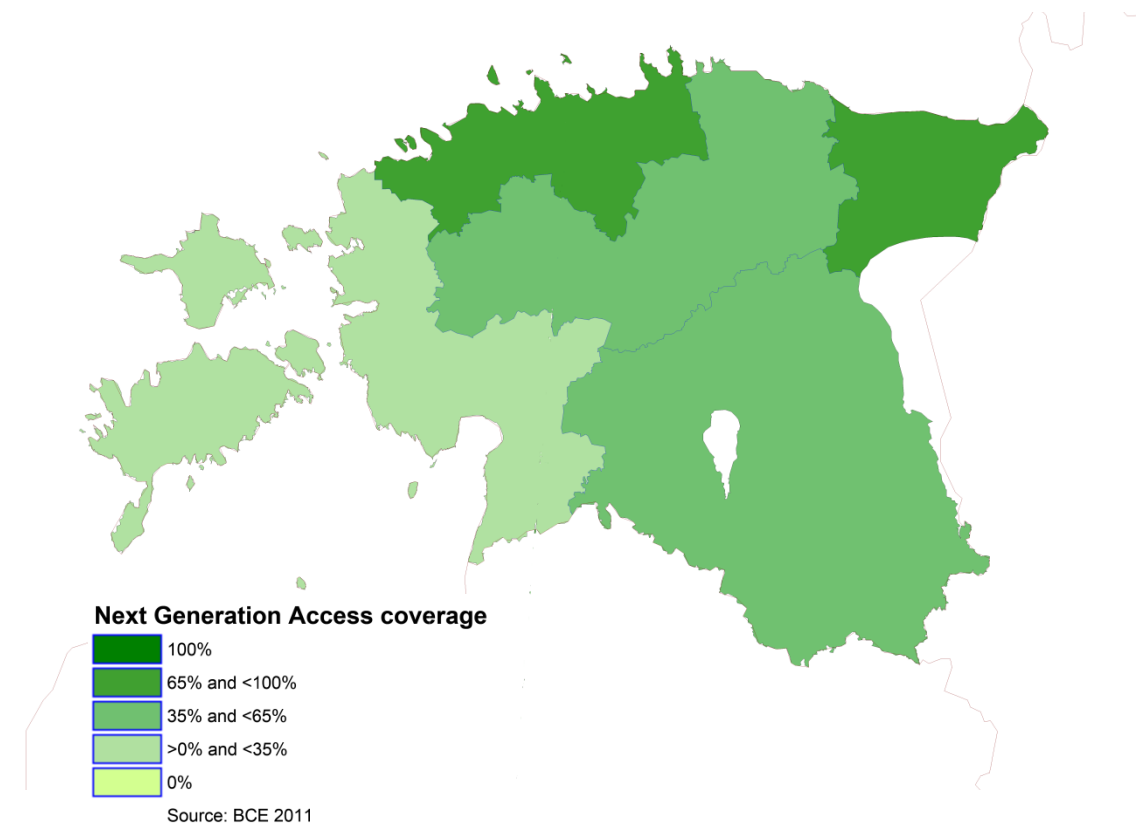 Next Generation Access coverage
100%
65% and <100%
35% and <65%
>0% and <35%
0%
Source: BCE 2011